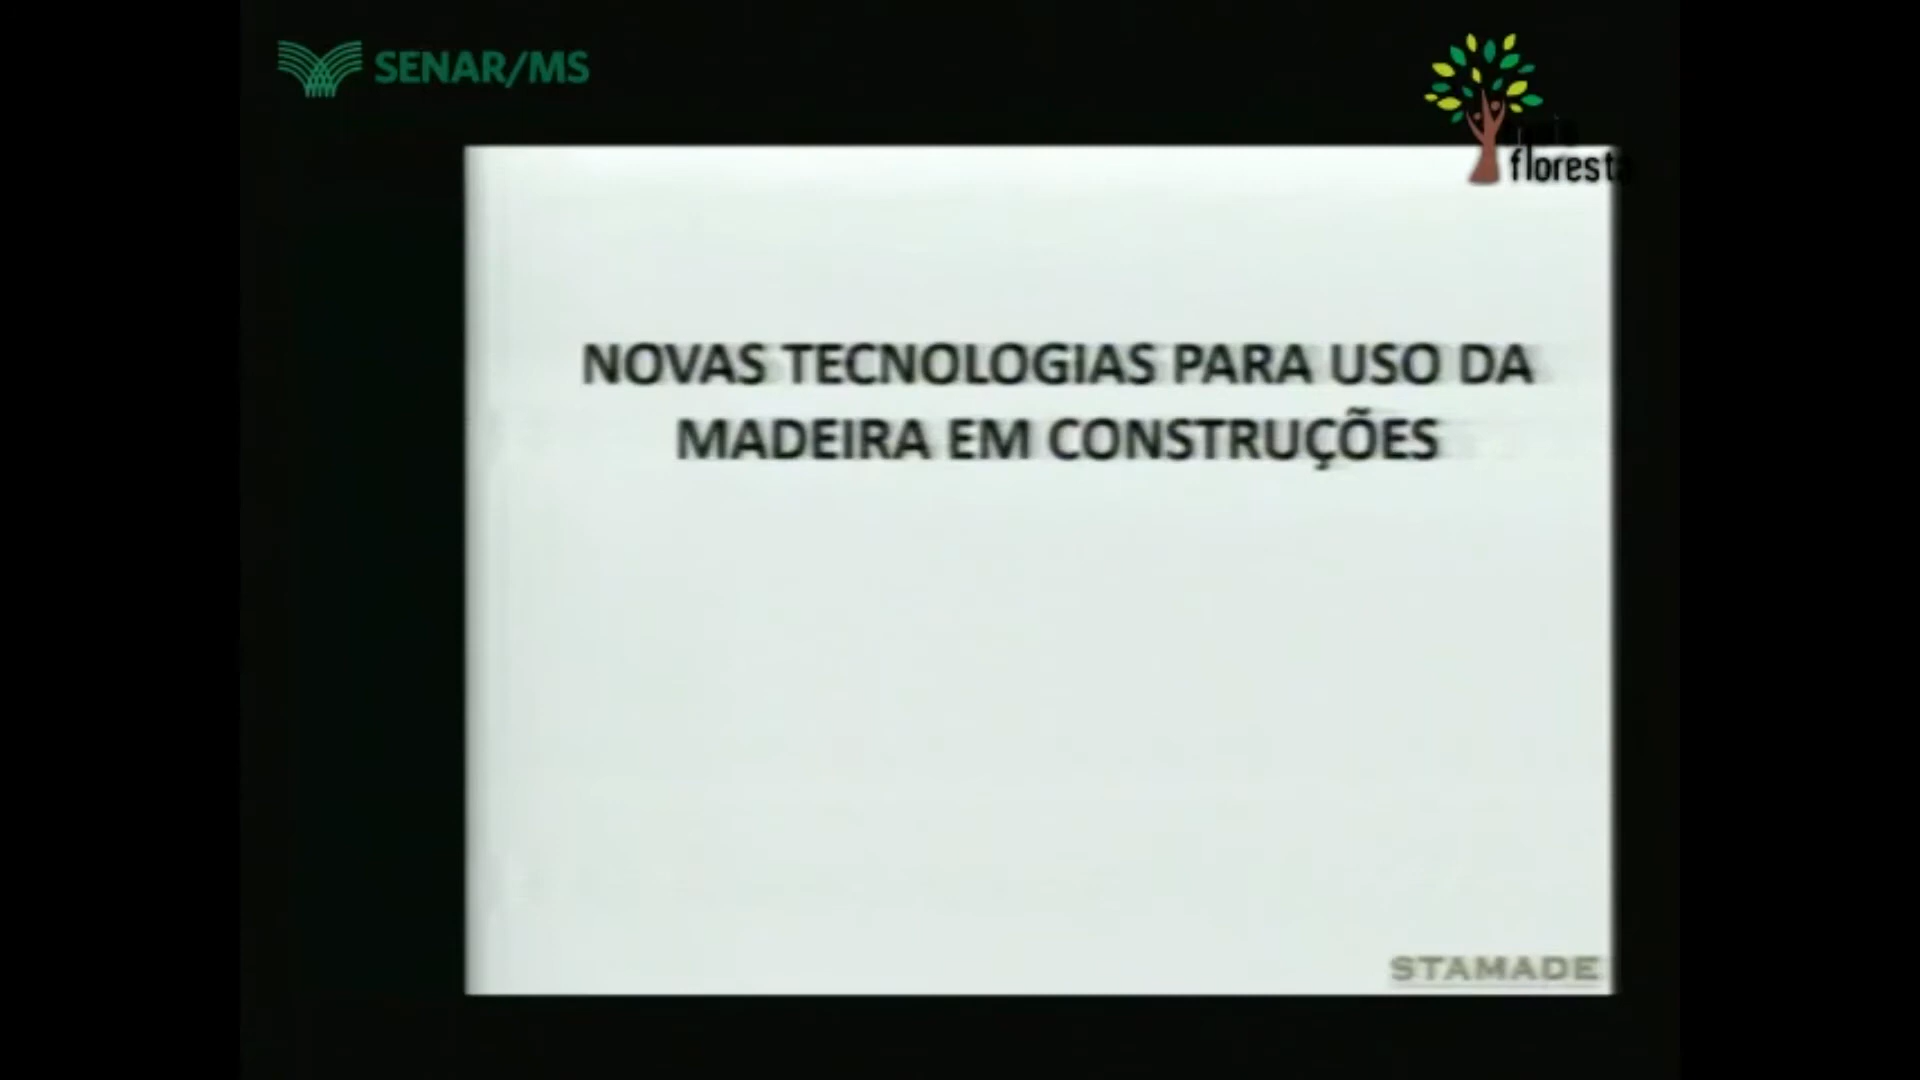 SENAR/MS
floresta
NOVAS TECNOLOGIAS PARA USO DA
MADEIRA EM CONSTRUÇÕES
STAMADE